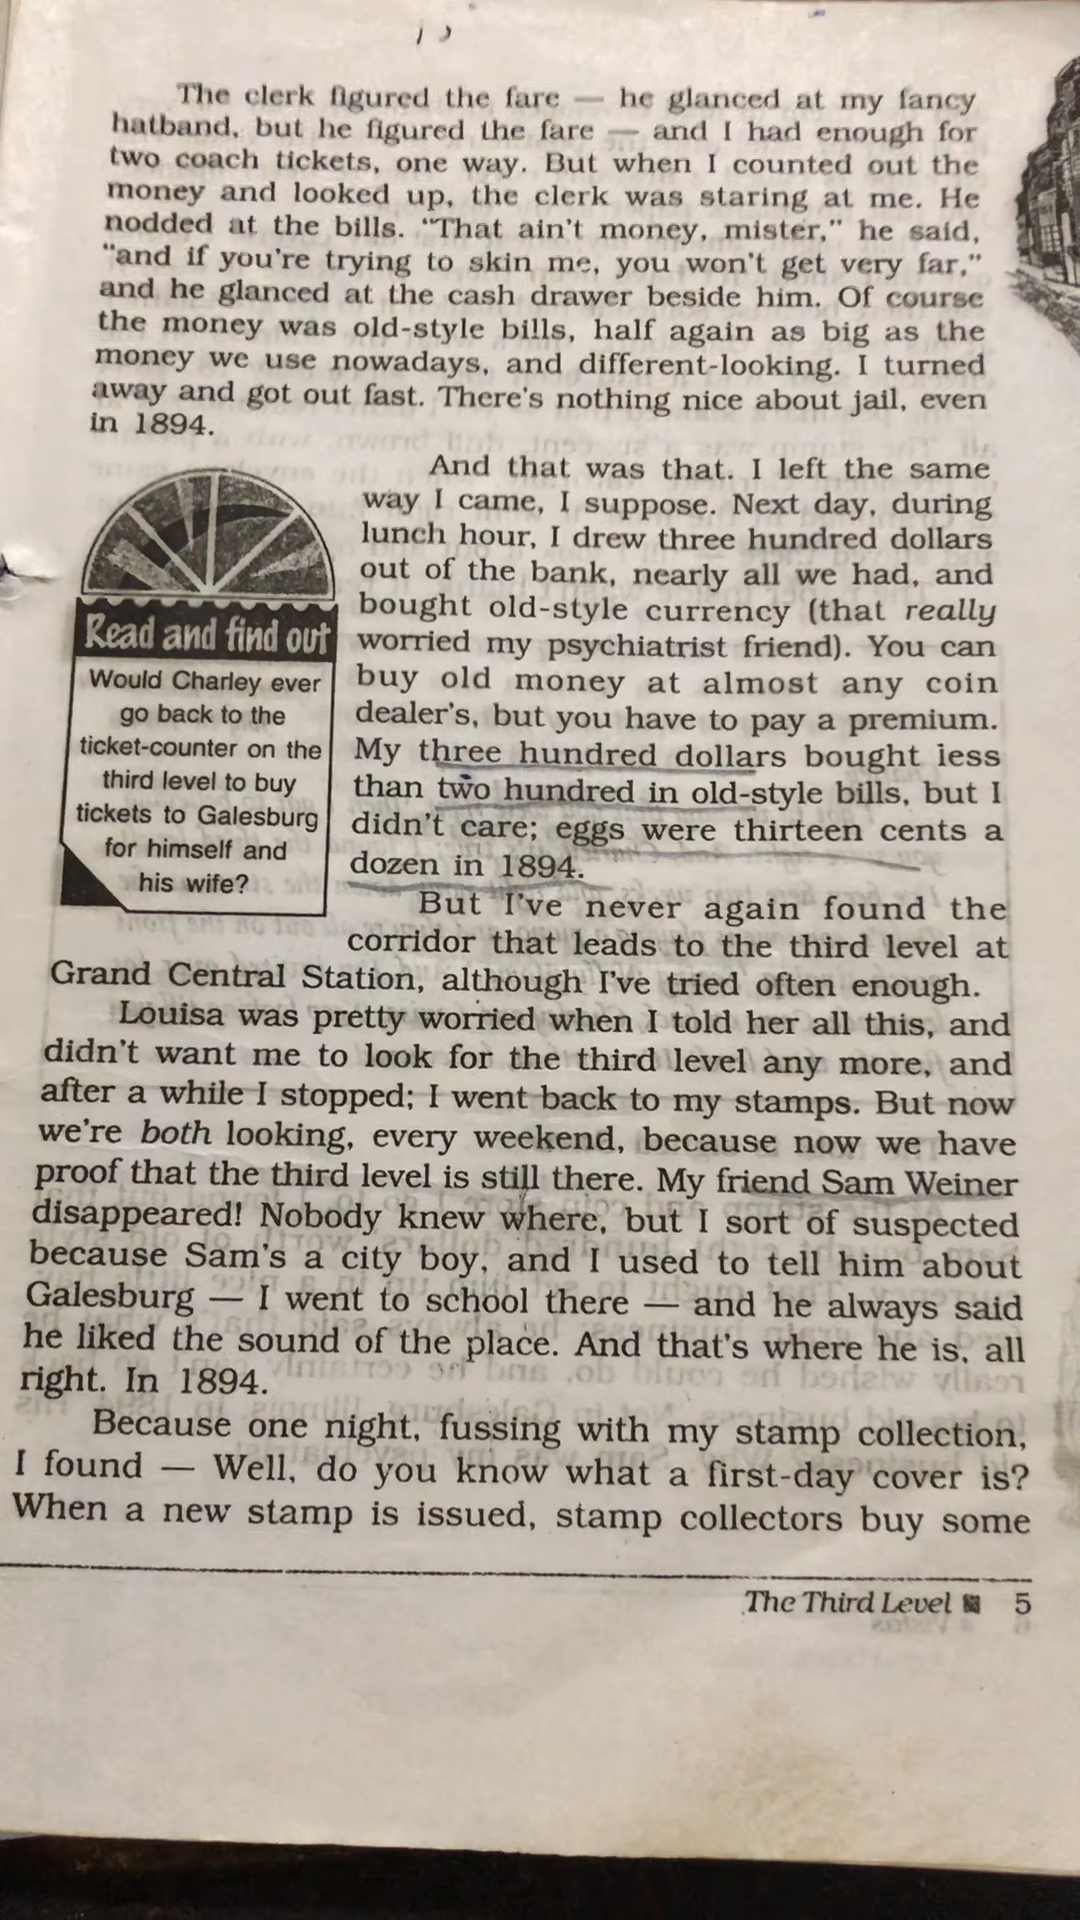 The clerk figured the fare — he glanced at my fancy
hatband, but he figured the fare — and I had enough for
two coach tickets, one way. But when I counted out the
money and looked up, the clerk was staring at me. He
nodded at the bills. “That ain't money, mister,” he said,
“and if you're trying to skin me, you won't get very far,”
and he glanced at the cash drawer beside him. Of course
the money was old-style bills, half again as big as the
money we use nowadays, and different-looking. I turned
away and got out fast. There's nothing nice about jail, even
in 1894.
And that was that. I left the same
way I came, I suppose. Next day, during
lunch hour, I drew three hundred dollars
out of the bank, nearly all we had, and
bought old-style currency (that really
worried my psychiatrist friend). You can
buy old money at almost any coin
dealer's, but you have to pay a premium.
My three hundred dollars bought less
than two hundred in old-style bills, but I
didn't care; eggs were thirteen cents a
dozen in 1894.
Read and find out
Would Charley ever
go back to the
ticket-counter on the
third level to buy
tickets to Galesburg
for himself and
his wife?
But I've never again found the
corridor that leads to the third level at
Grand Central Station, although I've tried often enough.
Louisa was pretty worried when I told her all this, and
didn't want me to look for the third level any more, and
after a while I stopped; I went back to my stamps. But now
we're both looking, every weekend, because now we have
proof that the third level is still there. My friend Sam Weiner
disappeared! Nobody knew where, but I sort of suspected
because Sam's a city boy, and I used to tell him about
Galesburg — I went to school there — and he always said
he liked the sound of the place. And that's where he is, all
right. In 1894.
Because one night, fussing with my stamp collection,
I found — Well, do you know what a first-day cover is?
When a new stamp is issued, stamp collectors buy some
The Third Level 5